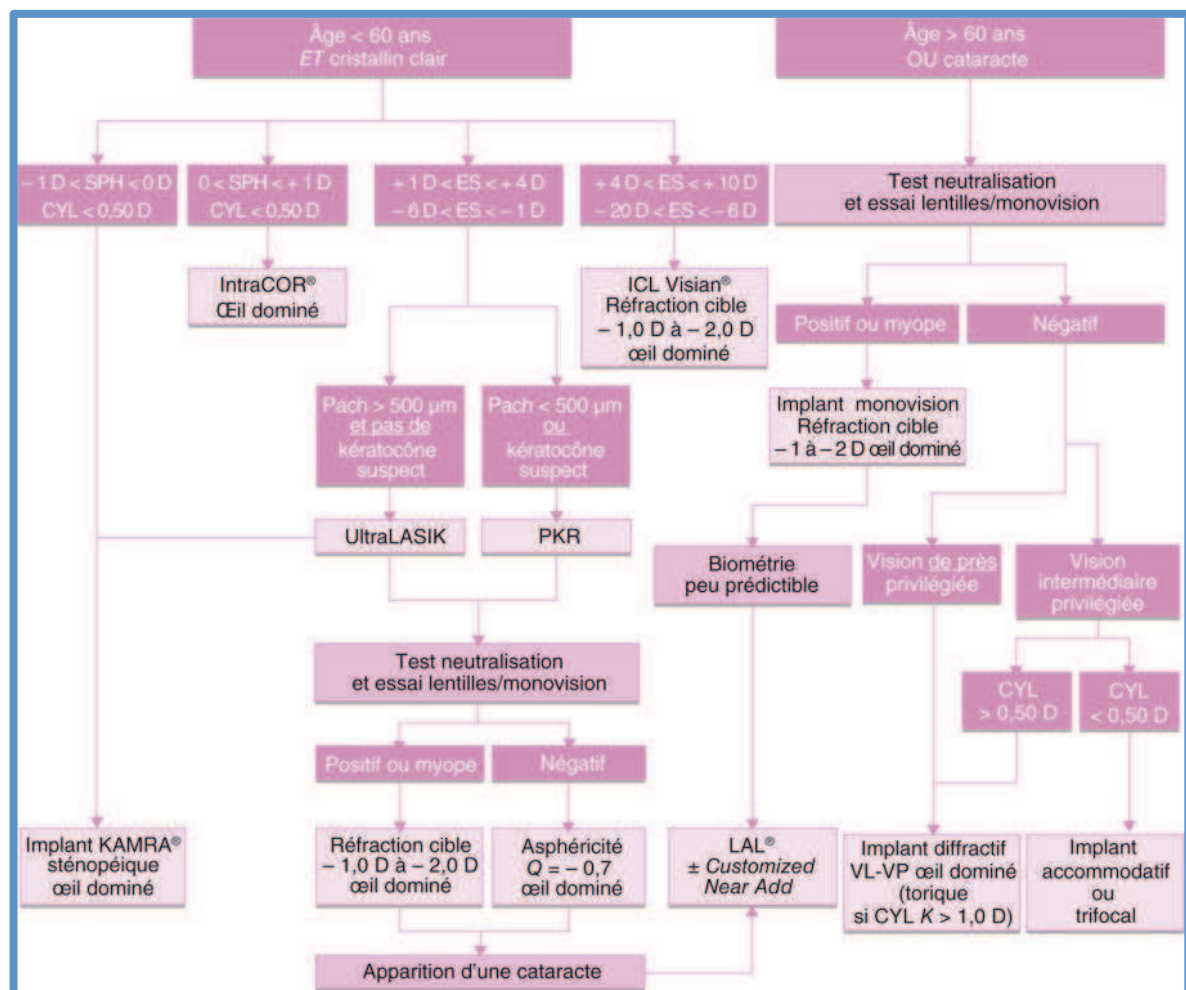 Âge < 60 ans
ET cristallin clair
Âge > 60 ans
OU cataracte
– 1 D < SPH < 0 D
CYL < 0,50 D
0 < SPH < + 1 D
CYL < 0,50 D
+ 1 D < ES < + 4 D
– 6 D < ES < – 1 D
+ 4 D < ES < + 10 D
– 20 D < ES < – 6 D
Test neutralisation
et essai lentilles/monovision
IntraCOR®
Œil dominé
ICL Visian®
Réfraction cible
– 1,0 D à – 2,0 D
œil dominé
Positif ou myope
Négatif
Pach > 500 µm
et pas de
kératocône
suspect
Pach < 500 µm
ou
kératocône
suspect
Implant monovision
Réfraction cible
– 1 à – 2 D œil dominé
UltraLASIK
PKR
Biométrie
peu prédictible
Vision de près
privilégiée
Vision
intermédiaire
privilégiée
Test neutralisation
et essai lentilles/monovision
CYL
> 0,50 D
CYL
< 0,50 D
Positif ou myope
Négatif
Implant KAMRA®
sténopéique
œil dominé
Réfraction cible
– 1,0 D à – 2,0 D
œil dominé
Asphéricité
Q = – 0,7
œil dominé
LAL®
± Customized
Near Add
Implant diffractif
VL-VP œil dominé
(torique
si CYL K > 1,0 D)
Implant
accommodatif
ou
trifocal
Apparition d'une cataracte